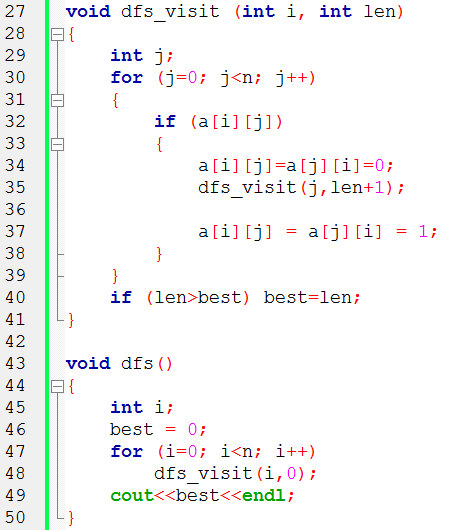 27 void dfs_visit (int i, int len)
28 {
29 int j;
30 for (j=0; j<n; j++)
31 {
32 if (a[i][j])
33 {
34 a[i][j]=a[j][i]=0;
35 dfs_visit(j,len+1);
36
37 a[i][j] = a[j][i] = 1;
38 }
39 }
40 if (len>best) best=len;
41 }
42
43 void dfs()
44 {
45 int i;
46 best = 0;
47 for (i=0; i<n; i++)
48 dfs_visit(i,0);
49 cout<<best<<endl;
50 }